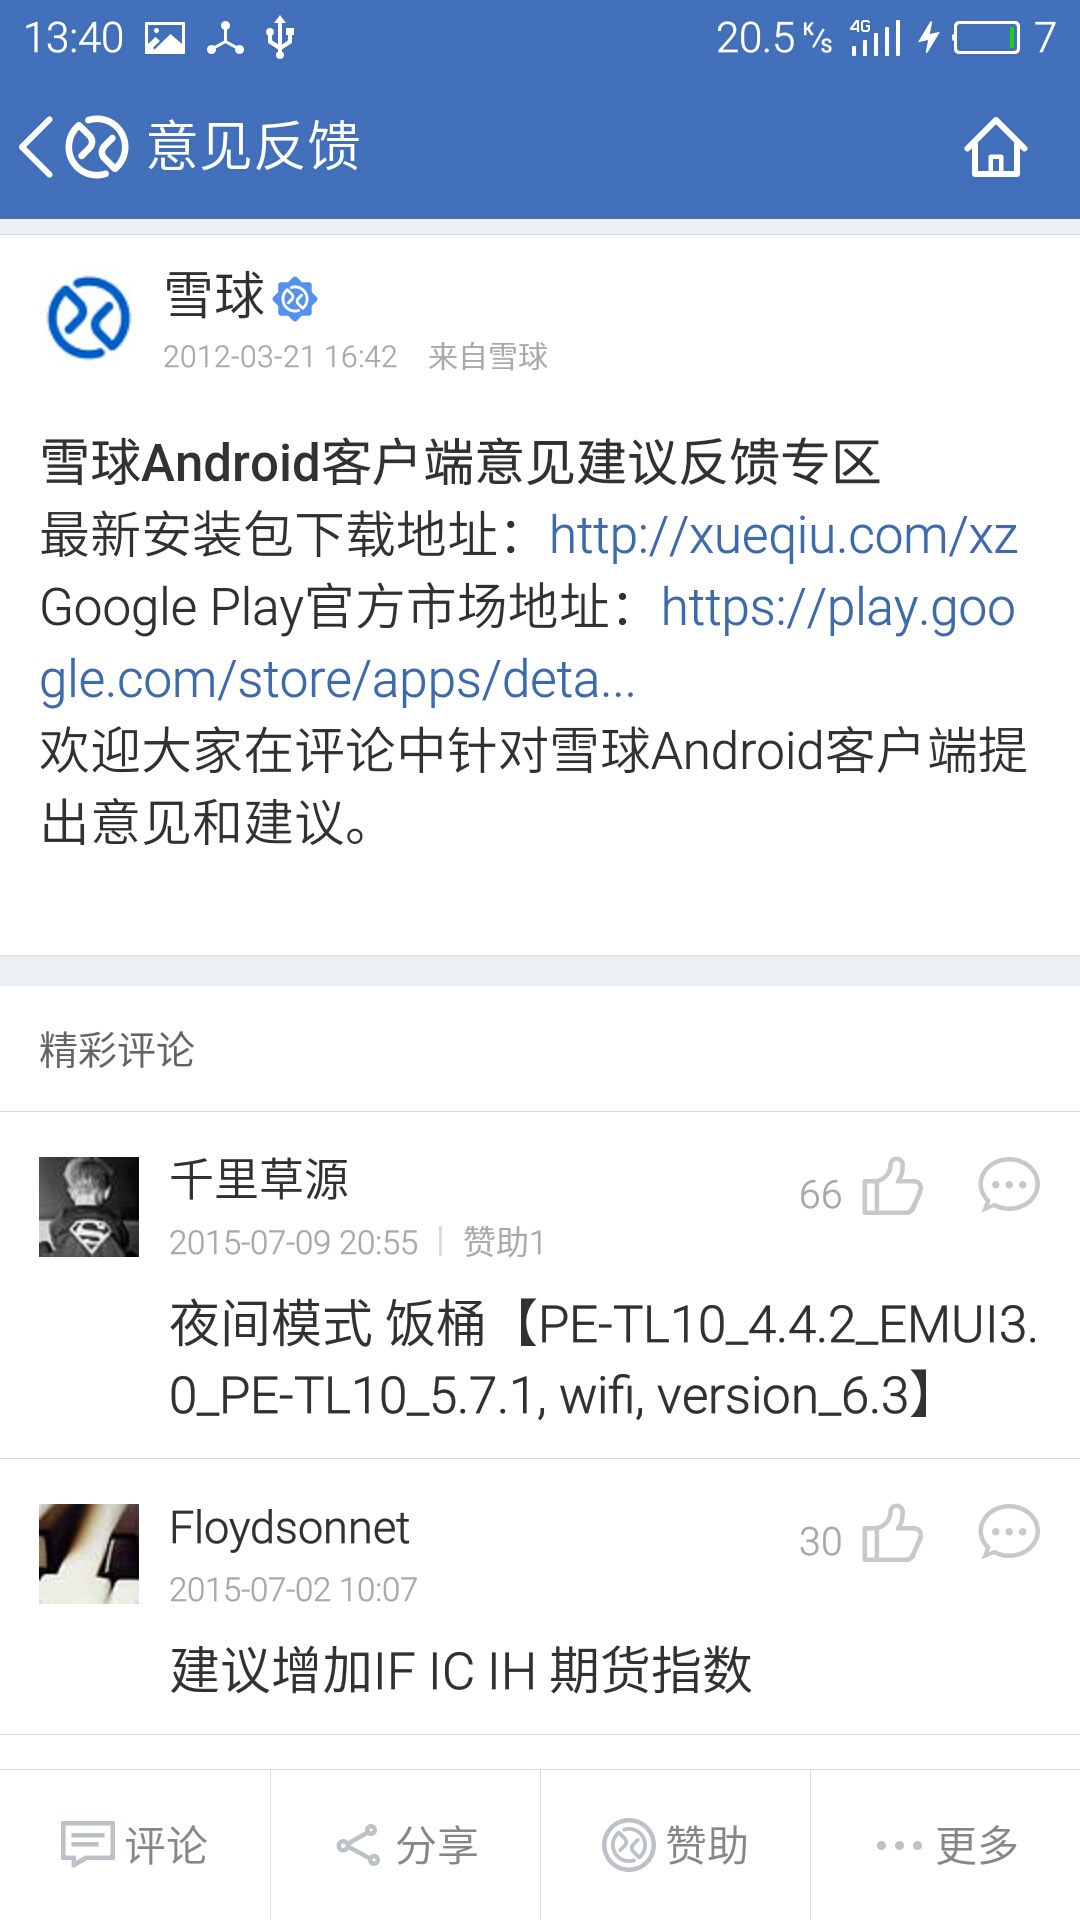 13:40 20.5 K/s 4G 7
意见反馈
雪球
2012-03-21 16:42 来自雪球
雪球Android客户端意见建议反馈专区
最新安装包下载地址：http://xueqiu.com/xz
Google Play官方市场地址：https://play.goo
gle.com/store/apps/deta...
欢迎大家在评论中针对雪球Android客户端提
出意见和建议。
精彩评论
千里草源
66
2015-07-09 20:55 赞助1
夜间模式 饭桶【PE-TL10_4.4.2_EMUI3.
0_PE-TL10_5.7.1, wifi, version_6.3】
Floydsonnet
30
2015-07-02 10:07
建议增加IF IC IH 期货指数
评论 分享 赞助 更多